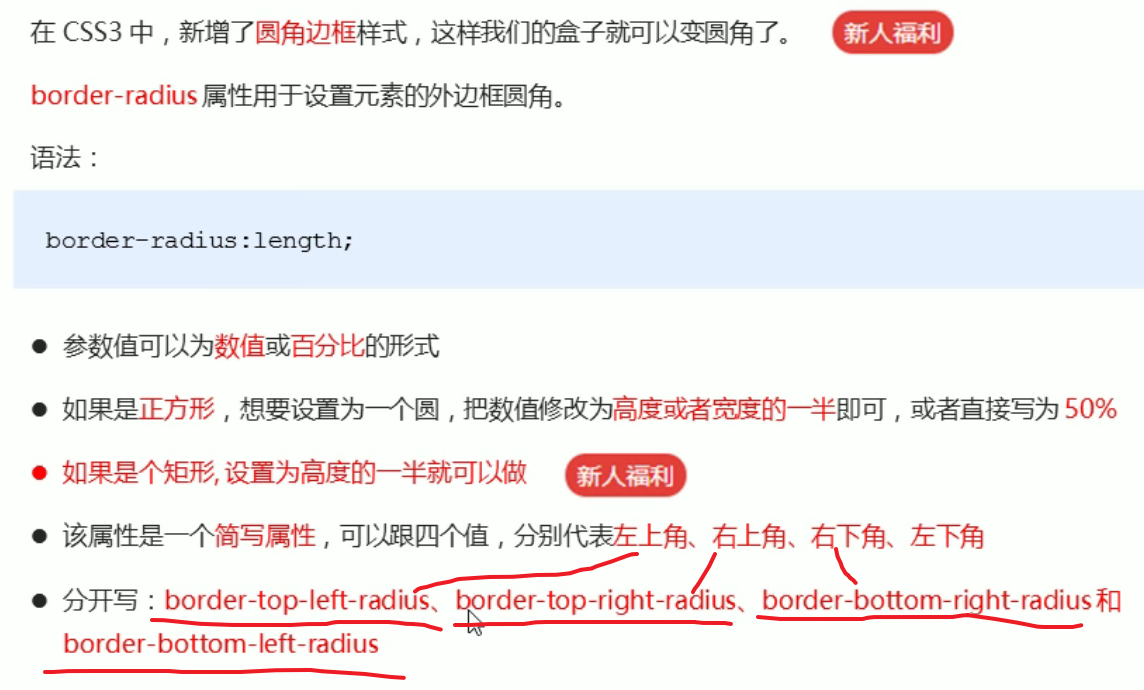 在 CSS3 中，新增了圆角边框样式，这样我们的盒子就可以变圆角了。 新人福利
border-radius 属性用于设置元素的外边框圆角。
语法：
border-radius:length;
● 参数值可以为数值或百分比的形式
● 如果是正方形，想要设置为一个圆，把数值修改为高度或者宽度的一半即可，或者直接写为 50%
● 如果是个矩形, 设置为高度的一半就可以做 新人福利
● 该属性是一个简写属性，可以跟四个值，分别代表左上角、右上角、右下角、左下角
● 分开写：border-top-left-radius、border-top-right-radius、border-bottom-right-radius 和
border-bottom-left-radius